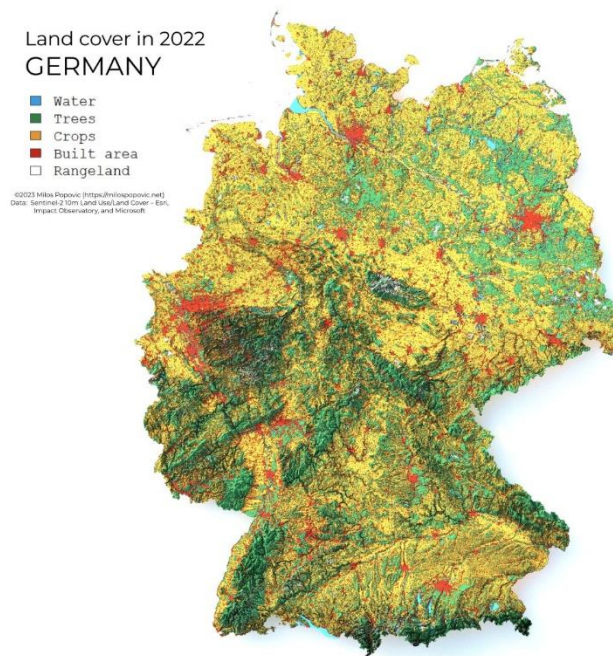 Land cover in 2022
GERMANY
Water
Trees
Crops
Built area
Rangeland
©2023 Milos Popovic (https://milospopovic.net)
Data: Sentinel-2 10m Land Use/Land Cover - Esri,
Impact Observatory, and Microsoft